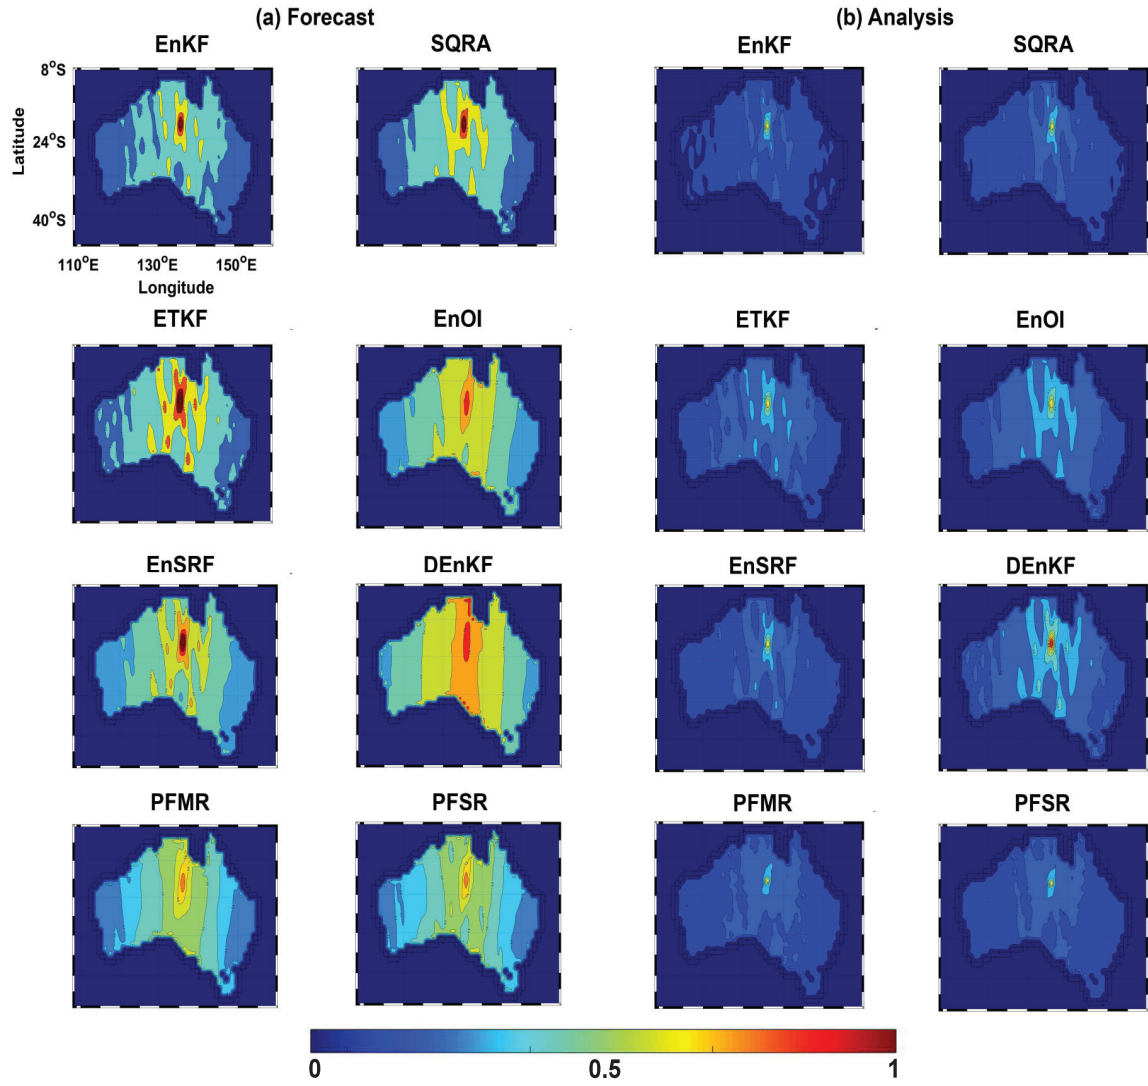 (a) Forecast (b) Analysis
EnKF SQRA EnKF SQRA
8°S
24°S
40°S
Latitude
110°E 130°E 150°E
Longitude
ETKF EnOI ETKF EnOI
EnSRF DEnKF EnSRF DEnKF
PFMR PFSR PFMR PFSR
0 0.5 1